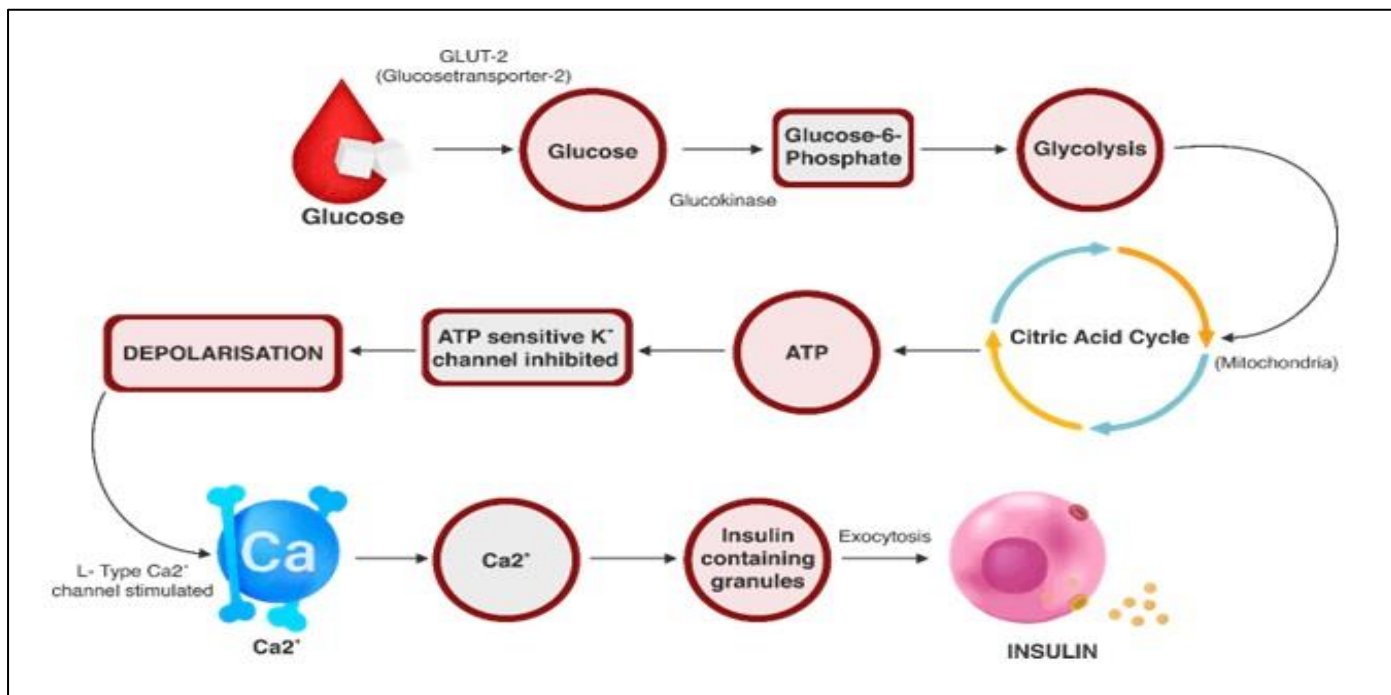 GLUT-2
(Glucosetransporter-2)
Glucose
Glucose
Glucokinase
Glucose-6-
Phosphate
Glycolysis
DEPOLARISATION
ATP sensitive K⁺
channel inhibited
ATP
Citric Acid Cycle
(Mitochondria)
L- Type Ca2⁺
channel stimulated
Ca
Ca2⁺
Ca2⁺
Insulin
containing
granules
Exocytosis
INSULIN